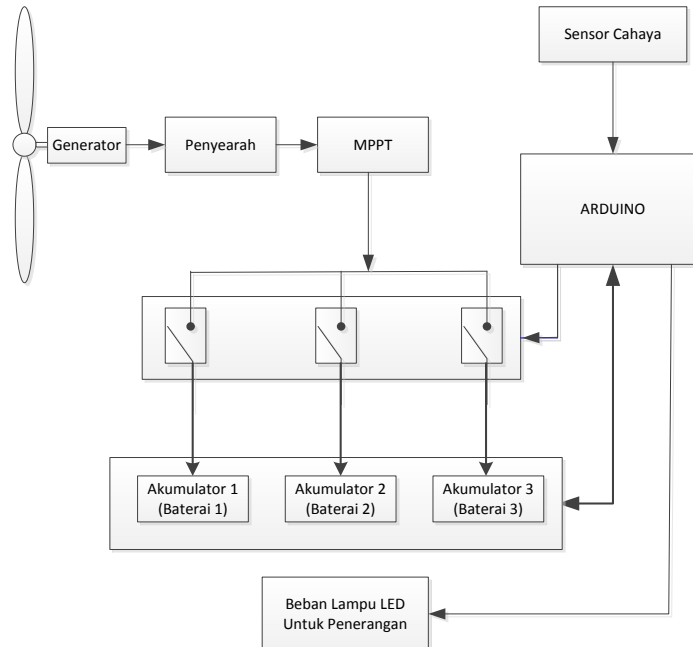 Sensor Cahaya
Generator
Penyearah
MPPT
ARDUINO
Akumulator 1
(Baterai 1)
Akumulator 2
(Baterai 2)
Akumulator 3
(Baterai 3)
Beban Lampu LED
Untuk Penerangan